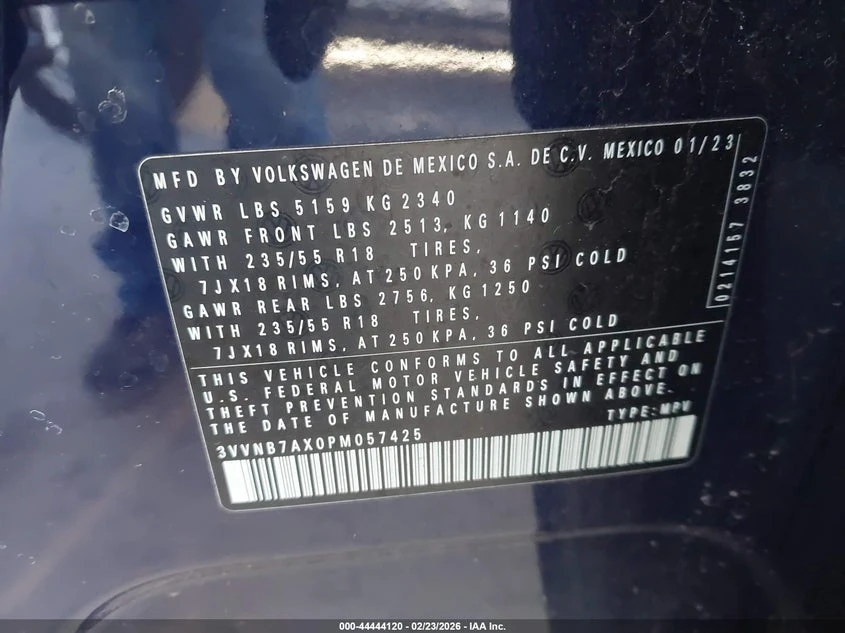 MFD BY VOLKSWAGEN DE MEXICO S.A. DE C.V. MEXICO 01/23
GVWR LBS 5159 KG 2340
GAWR FRONT LBS 2513, KG 1140
WITH 235/55 R18 TIRES,
7JX18 RIMS, AT 250 KPA, 36 PSI COLD
GAWR REAR LBS 2756, KG 1250
WITH 235/55 R18 TIRES,
7JX18 RIMS, AT 250 KPA, 36 PSI COLD
0214157 3832
THIS VEHICLE CONFORMS TO ALL APPLICABLE
U.S. FEDERAL MOTOR VEHICLE SAFETY AND
THEFT PREVENTION STANDARDS IN EFFECT ON
THE DATE OF MANUFACTURE SHOWN ABOVE.
TYPE: MPV
3VVNB7AX0PM057425
000-44444120 - 02/23/2026 - IAA Inc.